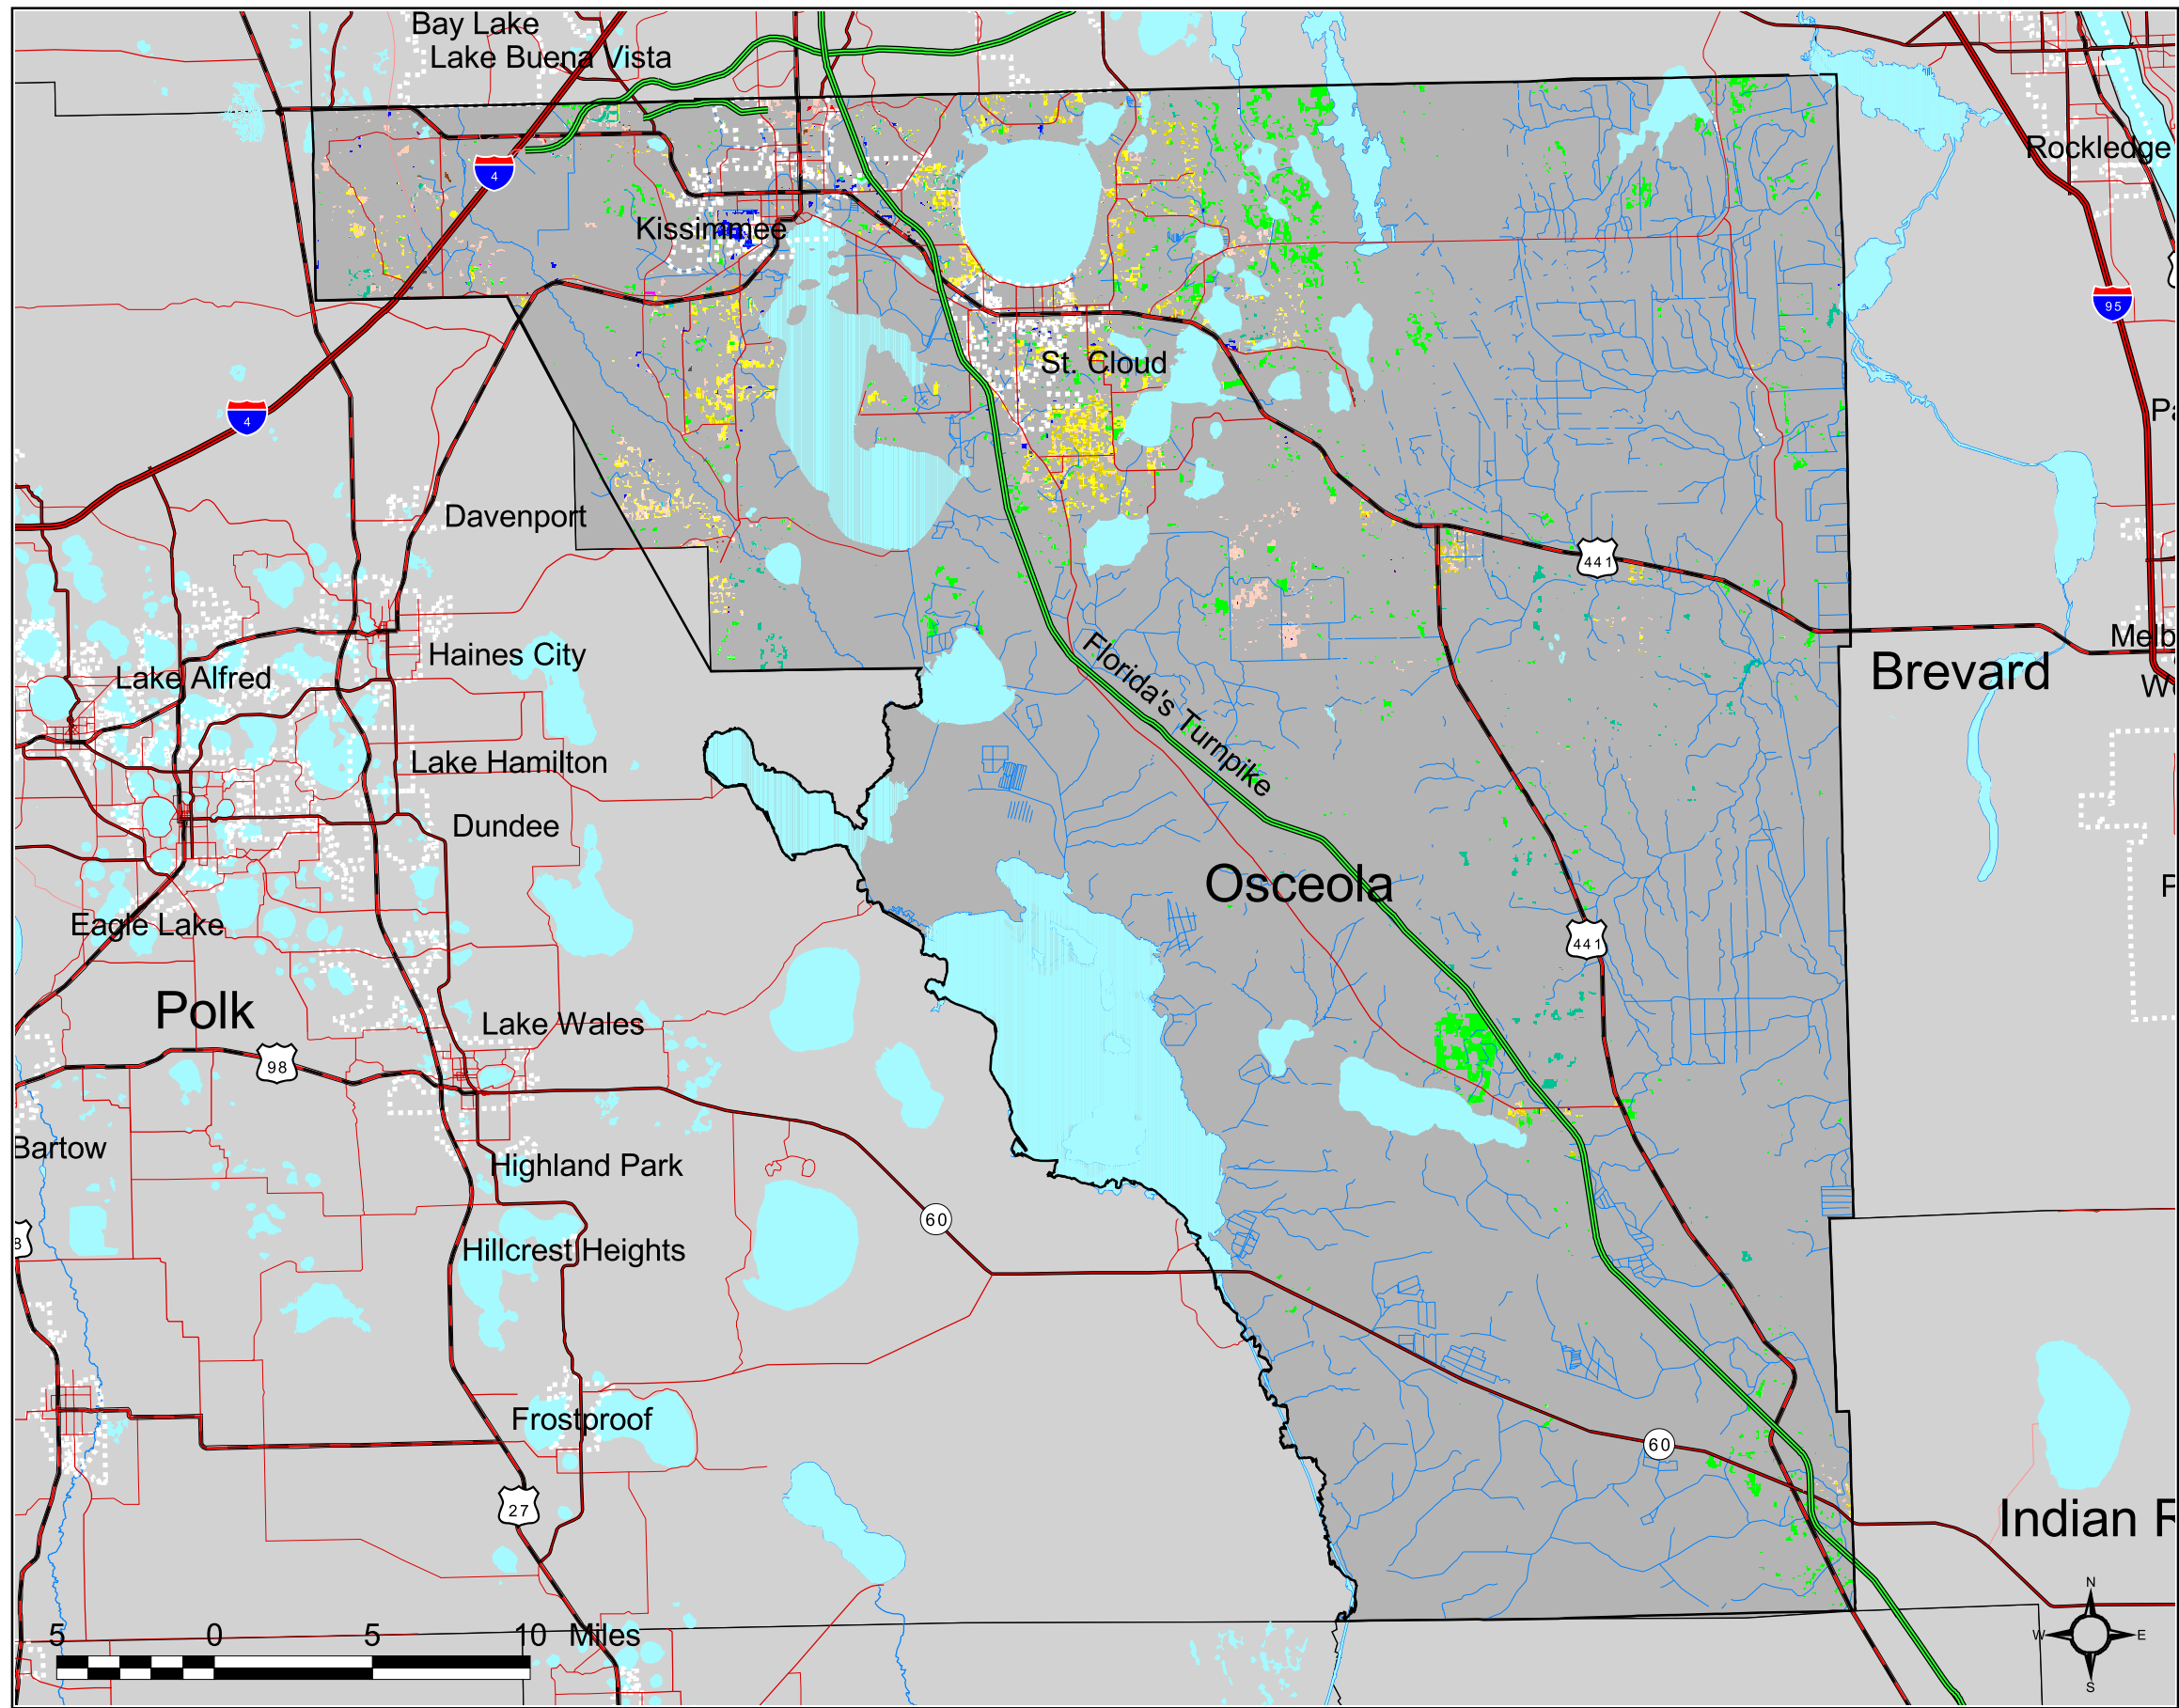 Bay Lake
Lake Buena Vista
Rockledge
4
Kissimmee
95
St. Cloud
4
Davenport
441
Haines City
Lake Alfred
Florida's Turnpike
Brevard
Lake Hamilton
Dundee
Osceola
Eagle Lake
441
Polk
Lake Wales
98
Bartow
Highland Park
60
8
Hillcrest Heights
Frostproof
60
27
Indian R
N
W E
S
5 0 5 10 Miles